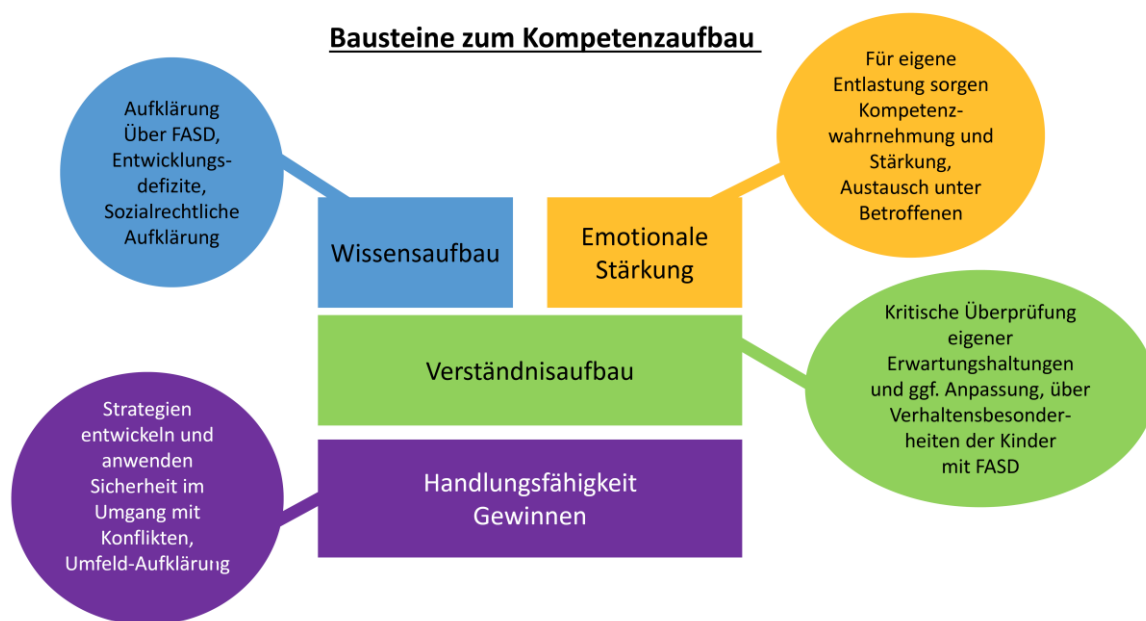 Bausteine zum Kompetenzaufbau
Aufklärung
Über FASD,
Entwicklungs-
defizite,
Sozialrechtliche
Aufklärung
Für eigene
Entlastung sorgen
Kompetenz-
wahrnehmung und
Stärkung,
Austausch unter
Betroffenen
Wissensaufbau
Emotionale
Stärkung
Verständnisaufbau
Kritische Überprüfung
eigener
Erwartungshaltungen
und ggf. Anpassung, über
Verhaltensbesonder-
heiten der Kinder
mit FASD
Strategien
entwickeln und
anwenden
Sicherheit im
Umgang mit
Konflikten,
Umfeld-Aufklärung
Handlungsfähigkeit
Gewinnen